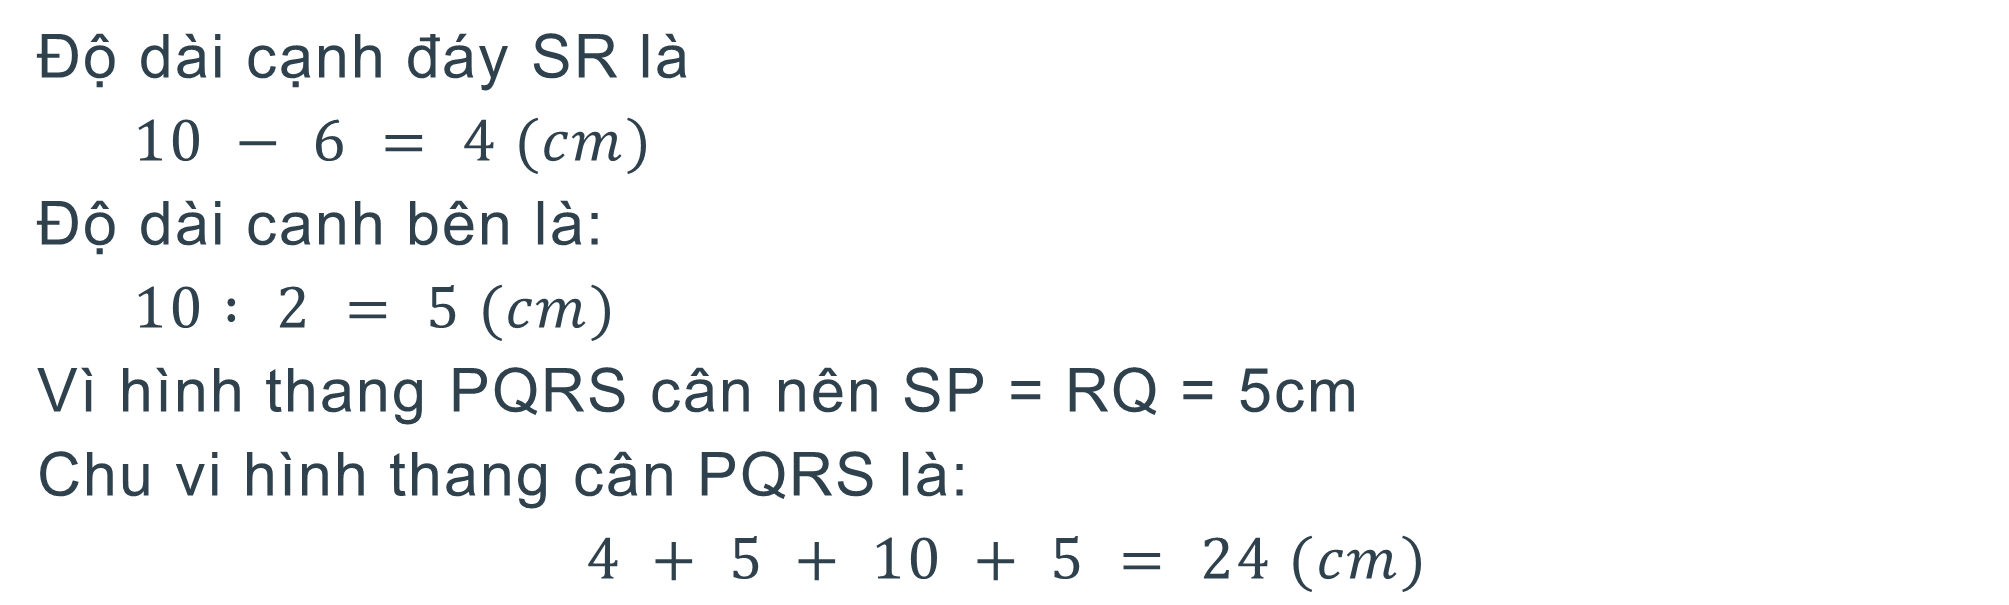 Độ dài cạnh đáy SR là
10 − 6 = 4 (cm)
Độ dài canh bên là:
10 : 2 = 5 (cm)
Vì hình thang PQRS cân nên SP = RQ = 5cm
Chu vi hình thang cân PQRS là:
4 + 5 + 10 + 5 = 24 (cm)